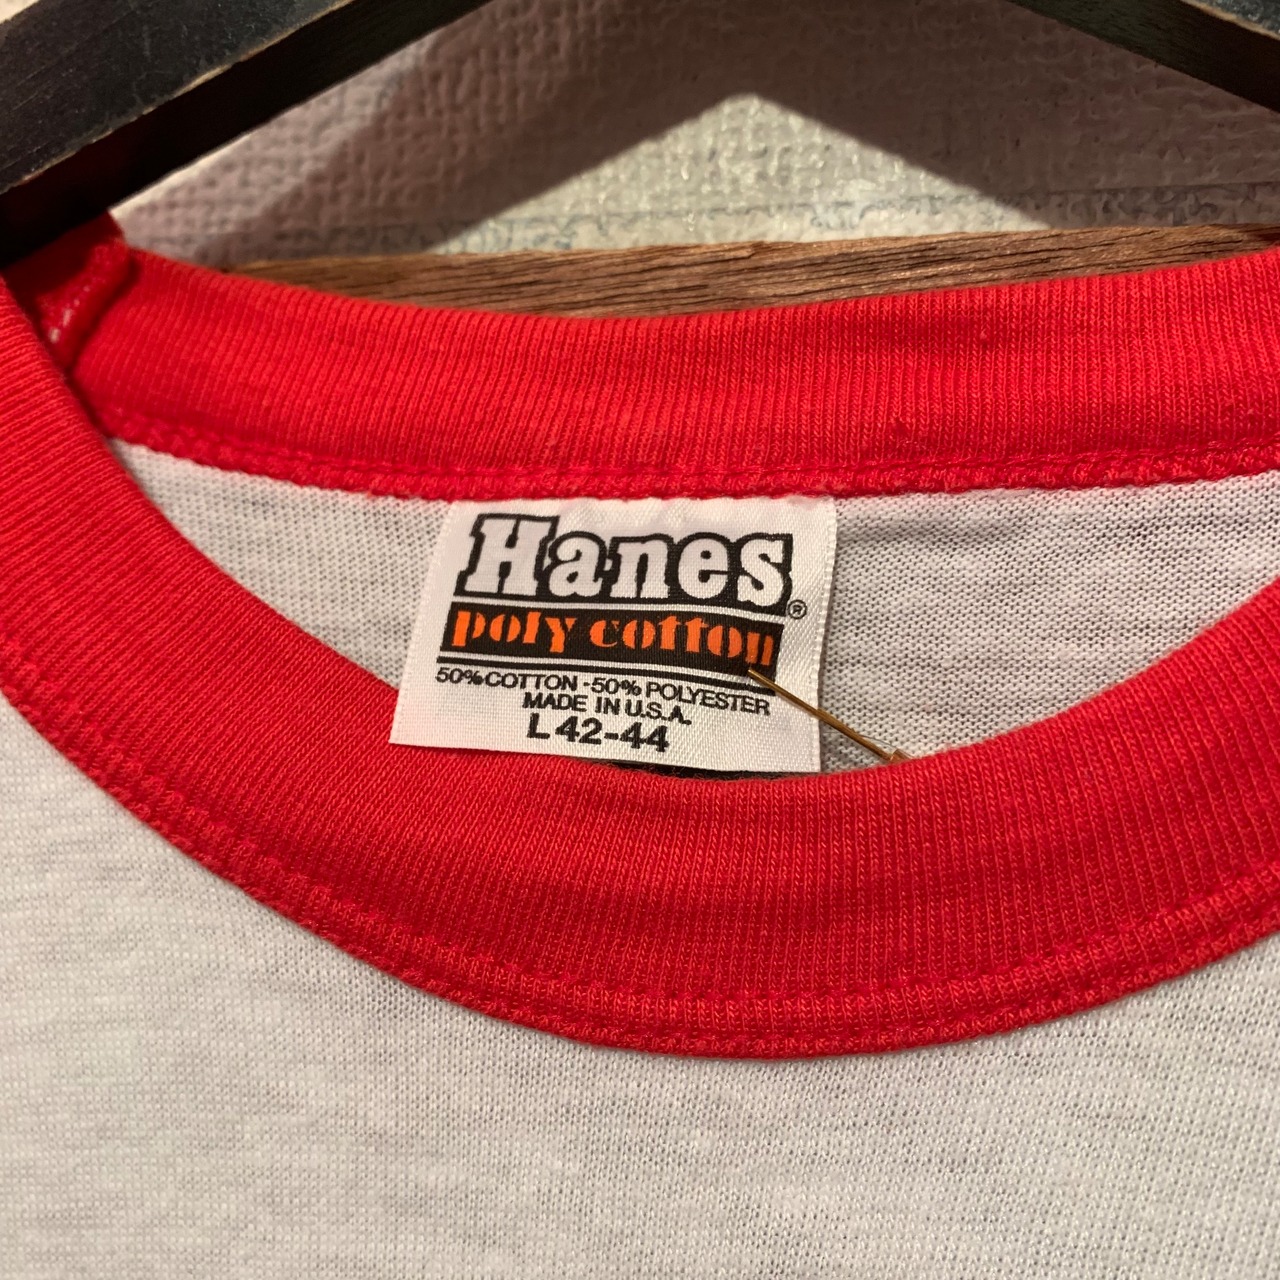 Hanes®
poly cotton
50%COTTON-50% POLYESTER
MADE IN U.S.A.
L 42-44